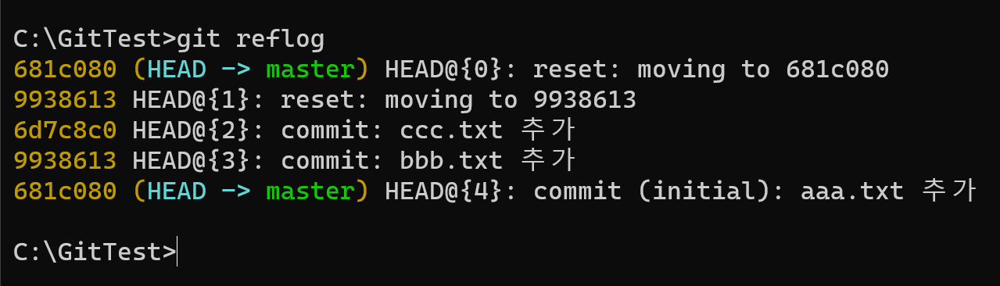 C:\GitTest>git reflog
681c080 (HEAD -> master) HEAD@{0}: reset: moving to 681c080
9938613 HEAD@{1}: reset: moving to 9938613
6d7c8c0 HEAD@{2}: commit: ccc.txt 추가
9938613 HEAD@{3}: commit: bbb.txt 추가
681c080 (HEAD -> master) HEAD@{4}: commit (initial): aaa.txt 추가
C:\GitTest>